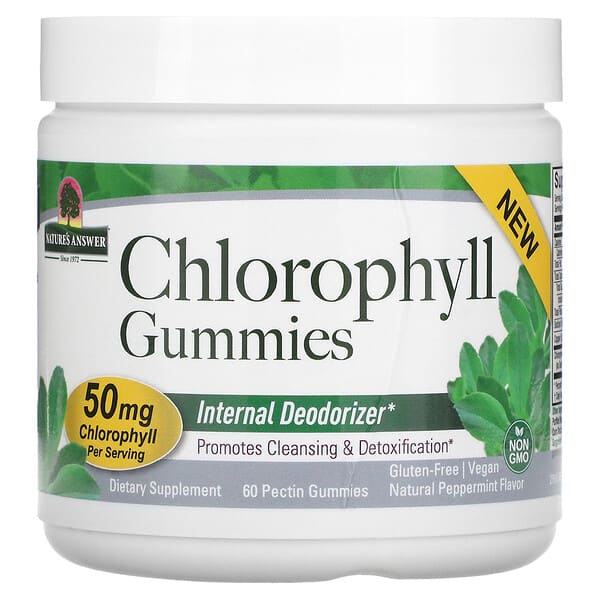 NATURE'S ANSWER
Since 1972
NEW
Chlorophyll
Gummies
50mg
Chlorophyll
Per Serving
Internal Deodorizer*
Promotes Cleansing & Detoxification*
Gluten-Free | Vegan
Dietary Supplement 60 Pectin Gummies Natural Peppermint Flavor
NON
GMO